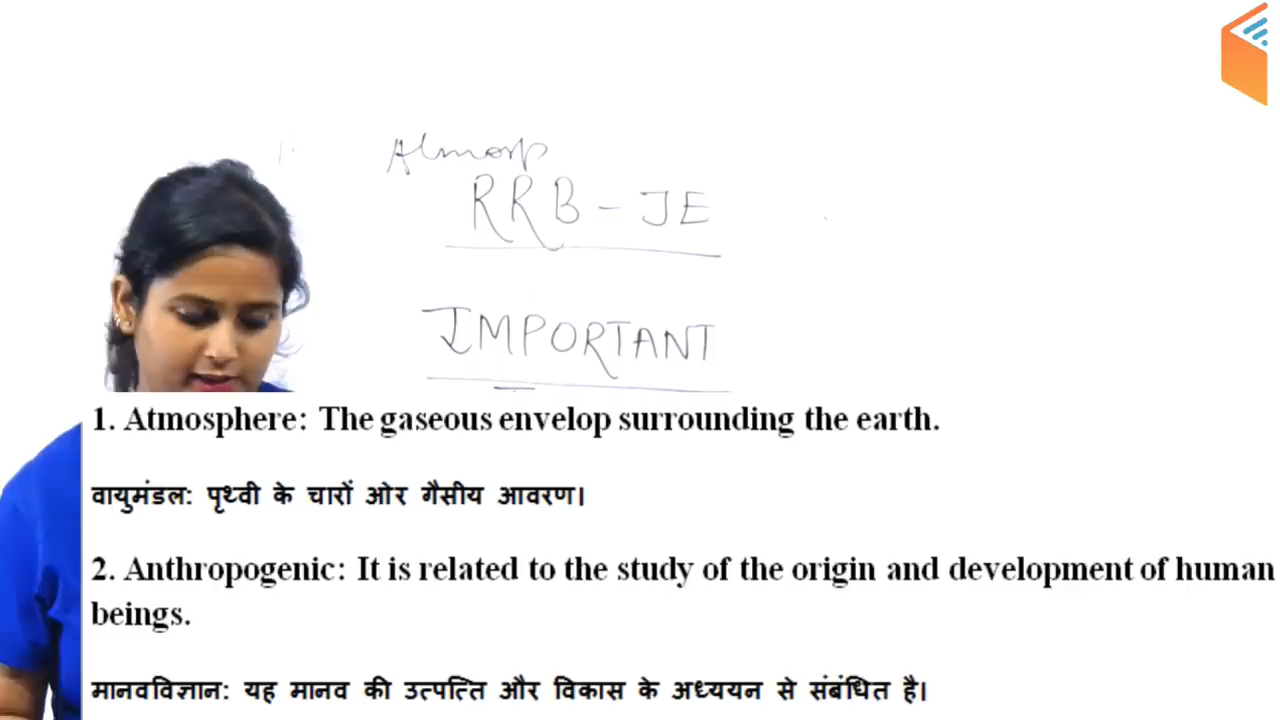 Atmosp
RRB - JE
IMPORTANT
1. Atmosphere: The gaseous envelop surrounding the earth.
वायुमंडल: पृथ्वी के चारों ओर गैसीय आवरण।
2. Anthropogenic: It is related to the study of the origin and development of human
beings.
मानवविज्ञान: यह मानव की उत्पत्ति और विकास के अध्ययन से संबंधित है।